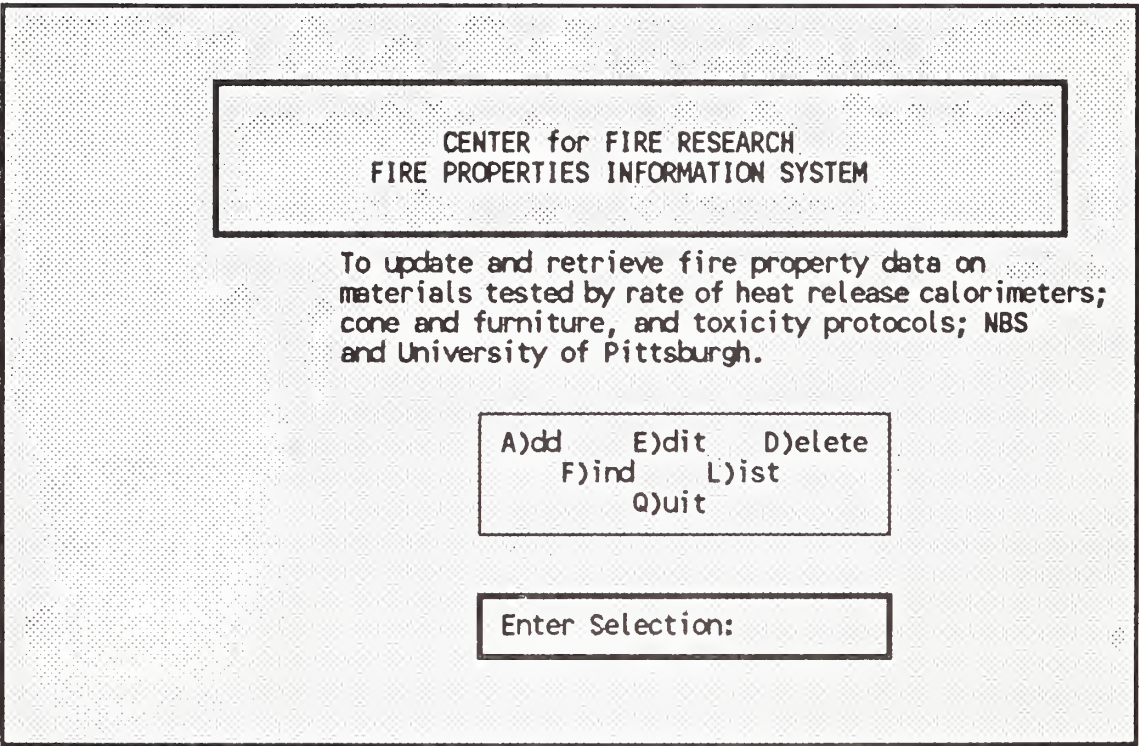 CENTER for FIRE RESEARCH
FIRE PROPERTIES INFORMATION SYSTEM
To update and retrieve fire property data on
materials tested by rate of heat release calorimeters;
cone and furniture, and toxicity protocols; NBS
and University of Pittsburgh.
A)dd E)dit D)elete
F)ind L)ist
Q)uit
Enter Selection: